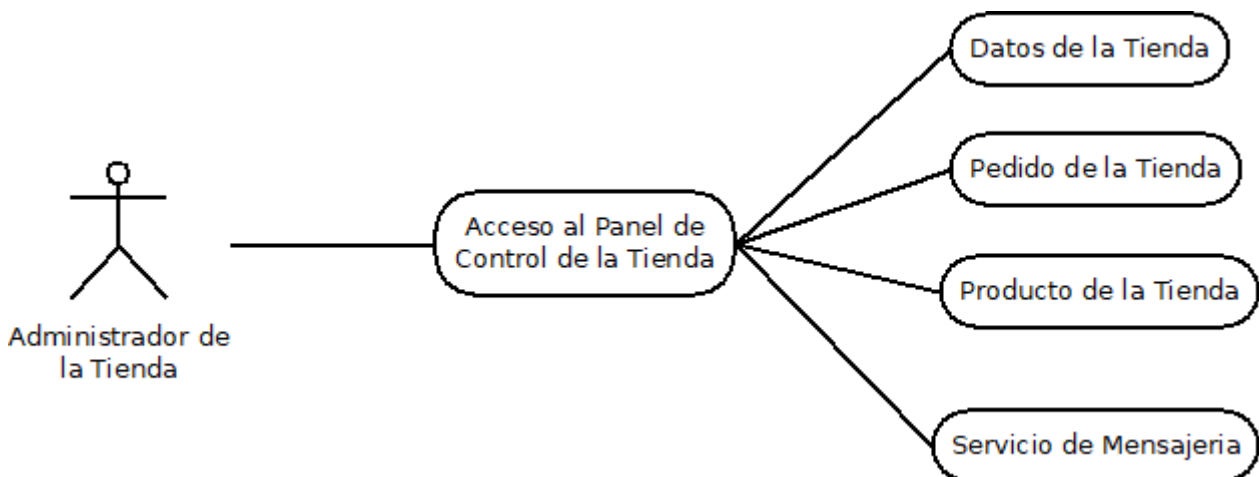 Datos de la Tienda
Pedido de la Tienda
Acceso al Panel de
Control de la Tienda
Producto de la Tienda
Administrador de
la Tienda
Servicio de Mensajeria